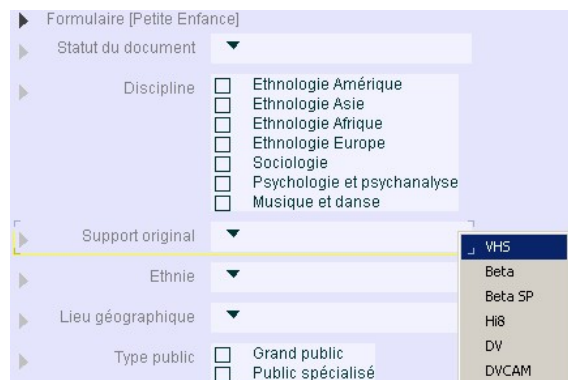 Formulaire [Petite Enfance]
Statut du document
Discipline
Ethnologie Amérique
Ethnologie Asie
Ethnologie Afrique
Ethnologie Europe
Sociologie
Psychologie et psychanalyse
Musique et danse
Support original
VHS
Beta
Beta SP
Hi8
DV
DVCAM
Ethnie
Lieu géographique
Type public
Grand public
Public spécialisé